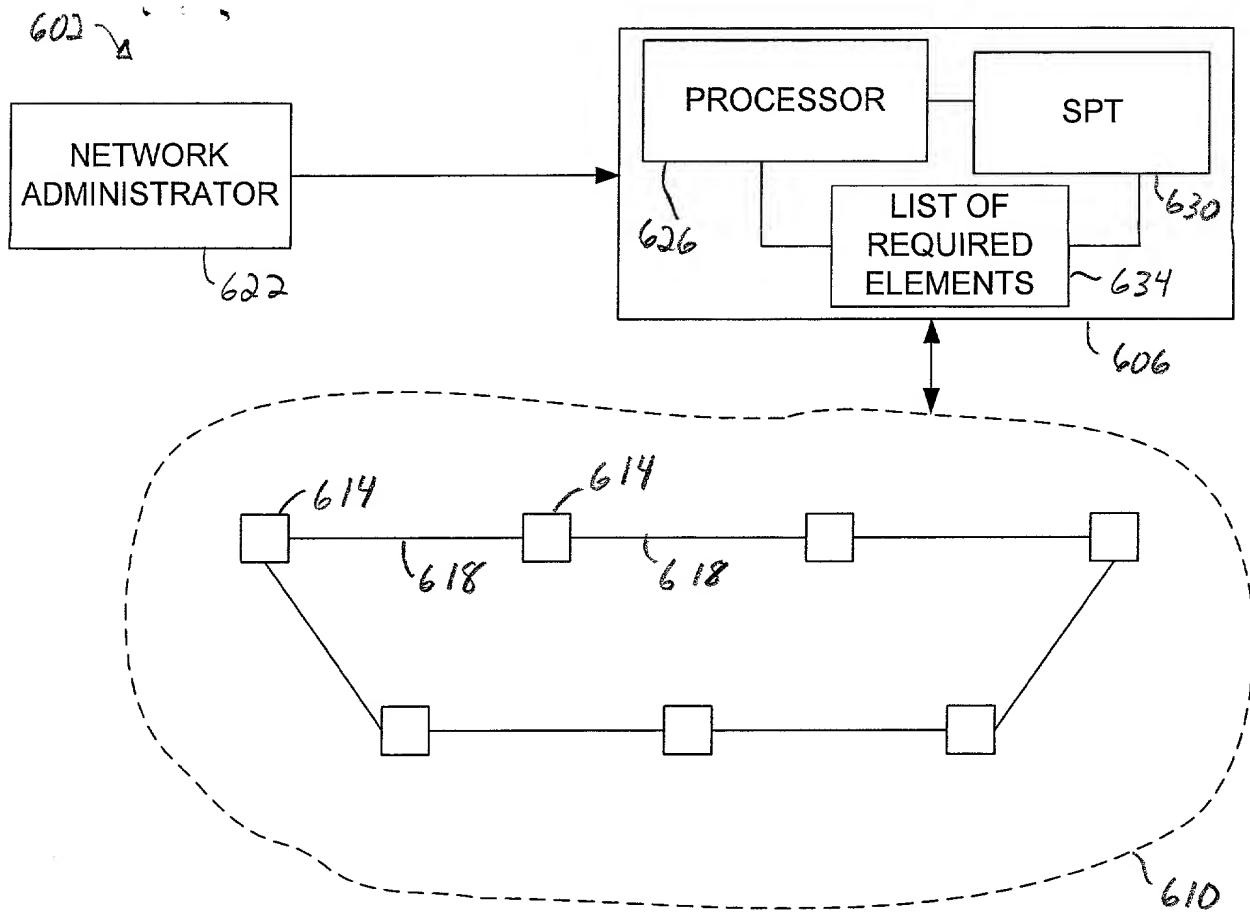 602
PROCESSOR
SPT
NETWORK
ADMINISTRATOR
LIST OF
REQUIRED
ELEMENTS
630
626
622
634
606
614
614
618
618
610